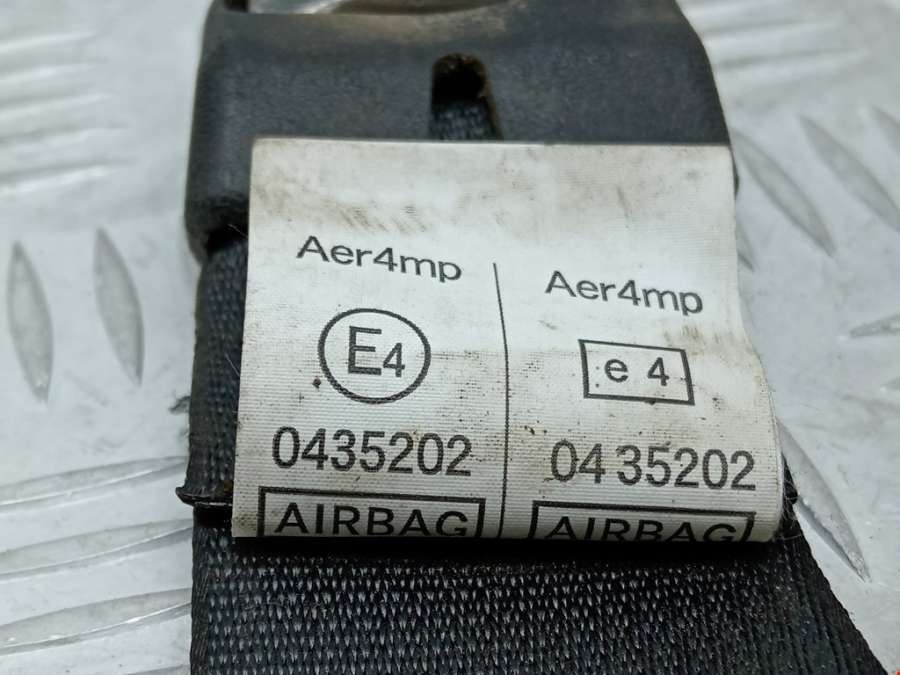 Aer4mp
E4
0435202
AIRBAG
Aer4mp
e 4
04 35202
AIRBAG